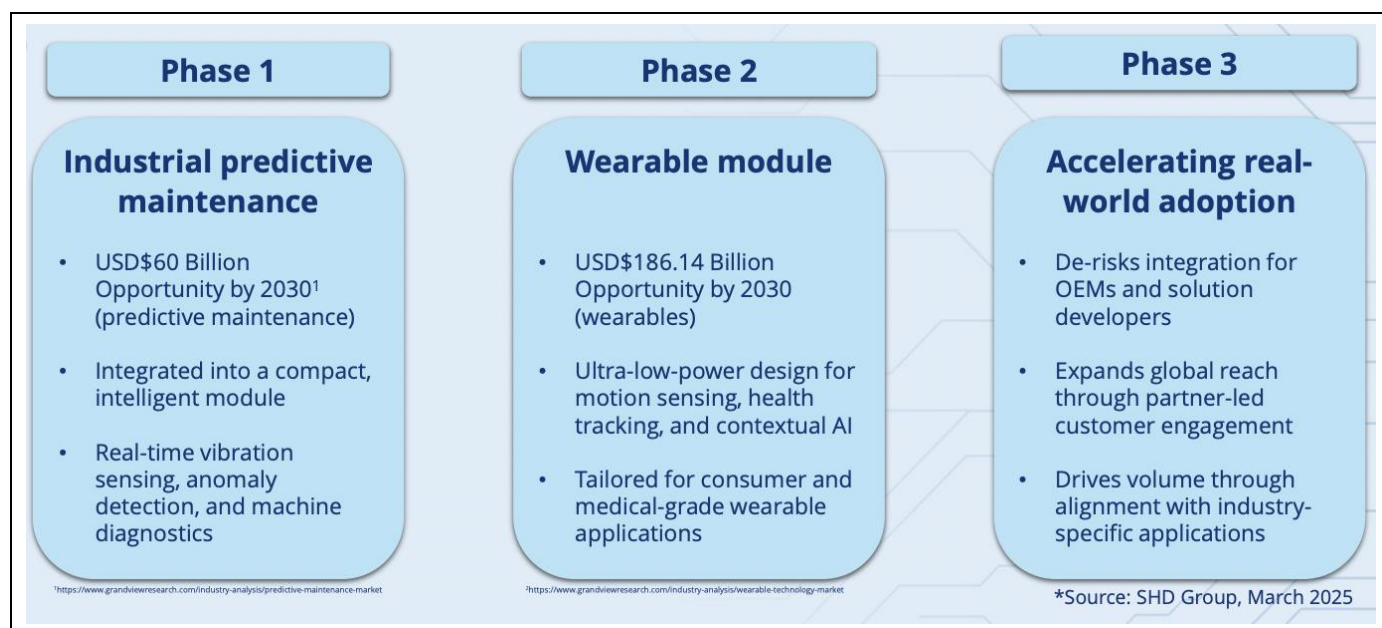 Phase 1
Industrial predictive
maintenance
• USD$60 Billion
Opportunity by 2030¹
(predictive maintenance)
• Integrated into a compact,
intelligent module
• Real-time vibration
sensing, anomaly
detection, and machine
diagnostics
¹https://www.grandviewresearch.com/industry-analysis/predictive-maintenance-market
Phase 2
Wearable module
• USD$186.14 Billion
Opportunity by 2030
(wearables)
• Ultra-low-power design for
motion sensing, health
tracking, and contextual AI
• Tailored for consumer and
medical-grade wearable
applications
²https://www.grandviewresearch.com/industry-analysis/wearable-technology-market
Phase 3
Accelerating real-
world adoption
• De-risks integration for
OEMs and solution
developers
• Expands global reach
through partner-led
customer engagement
• Drives volume through
alignment with industry-
specific applications
*Source: SHD Group, March 2025